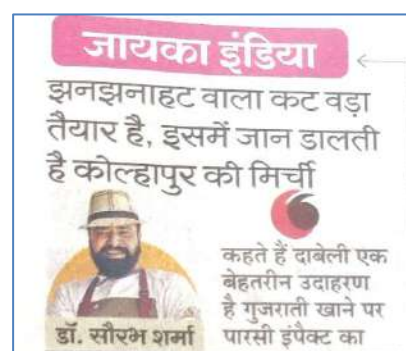 जायका इंडिया
झनझनाहट वाला कट वड़ा
तैयार है, इसमें जान डालती
है कोल्हापुर की मिर्ची
कहते हैं दाबेली एक
बेहतरीन उदाहरण
है गुजराती खाने पर
पारसी इंपैक्ट का
डॉ. सौरभ शर्मा